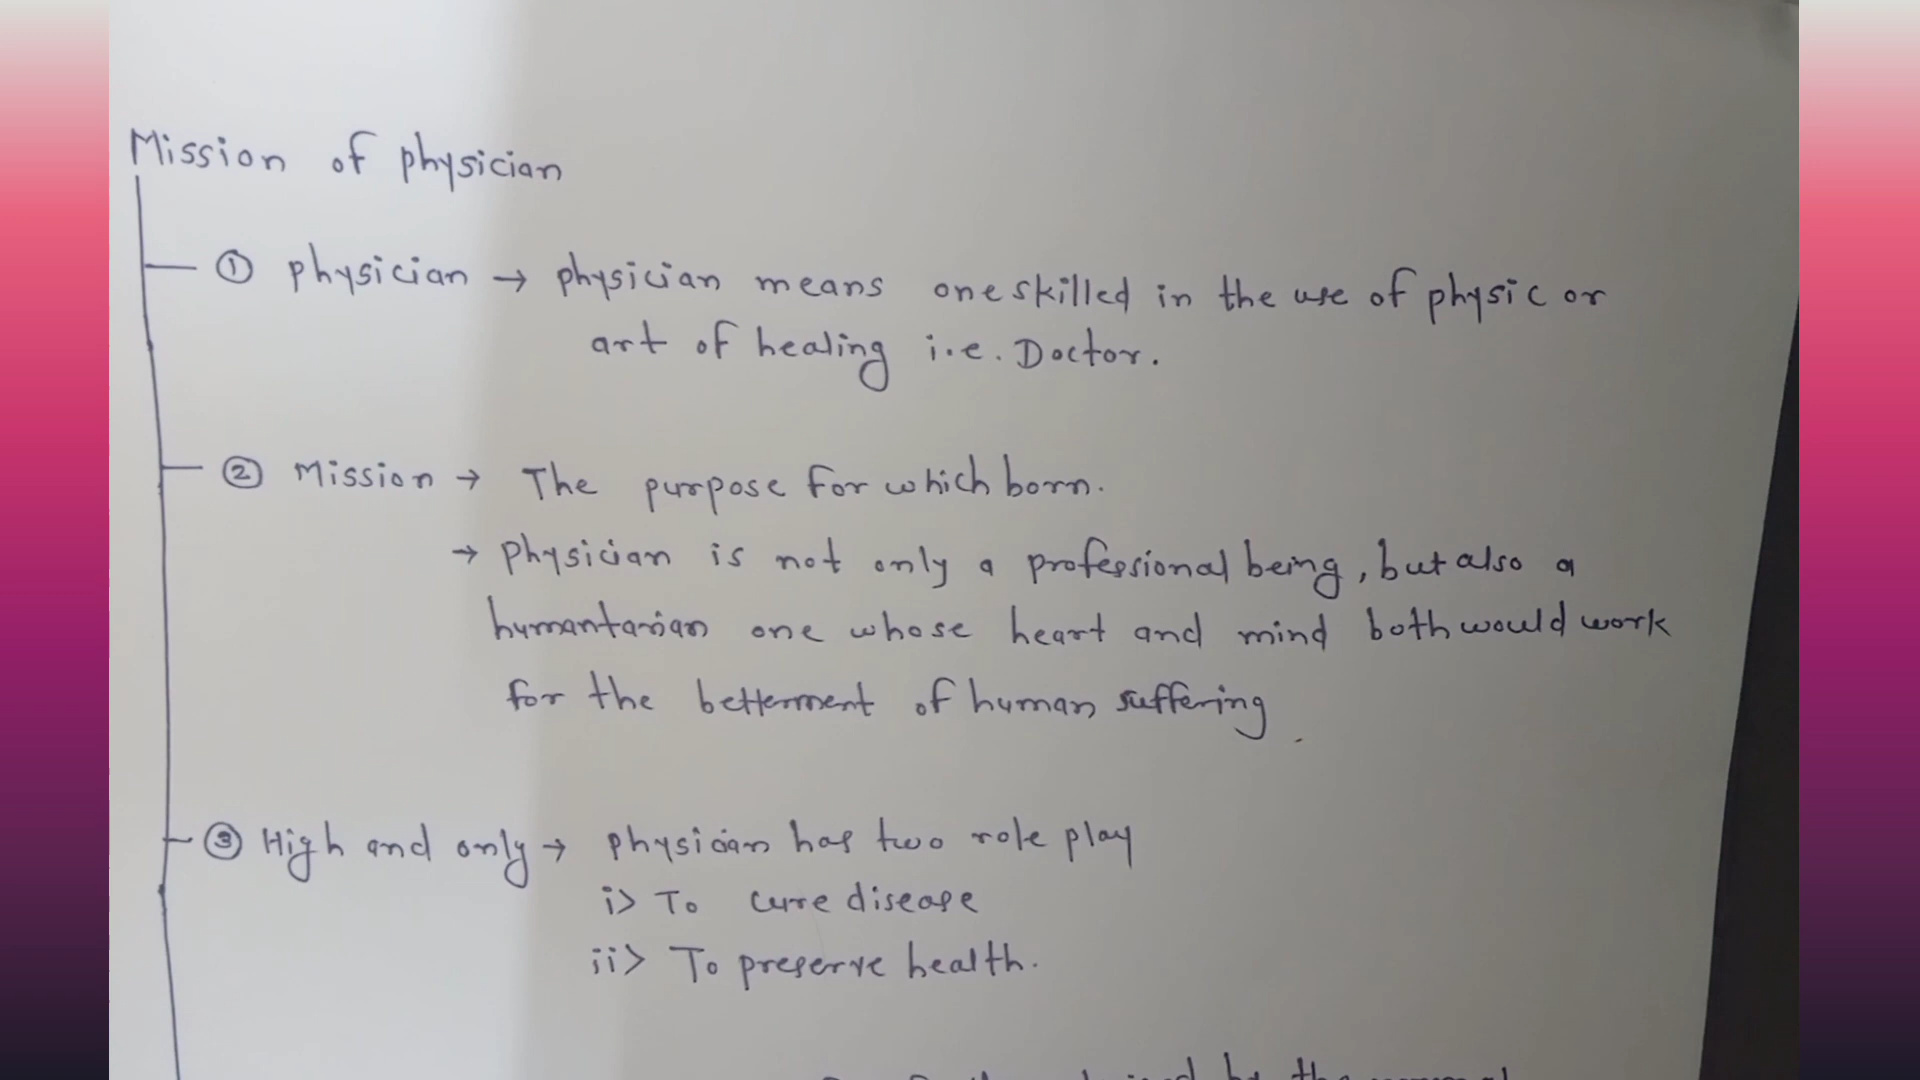 Mission of physician
① physician → physician means one skilled in the use of physic or
art of healing i.e. Doctor.
② Mission → The purpose for which born.
→ physician is not only a professional being, but also a
humantarian one whose heart and mind both would work
for the betterment of human suffering
③ High and only → physician has two role play
i> To cure disease
ii> To preserve health.
by the